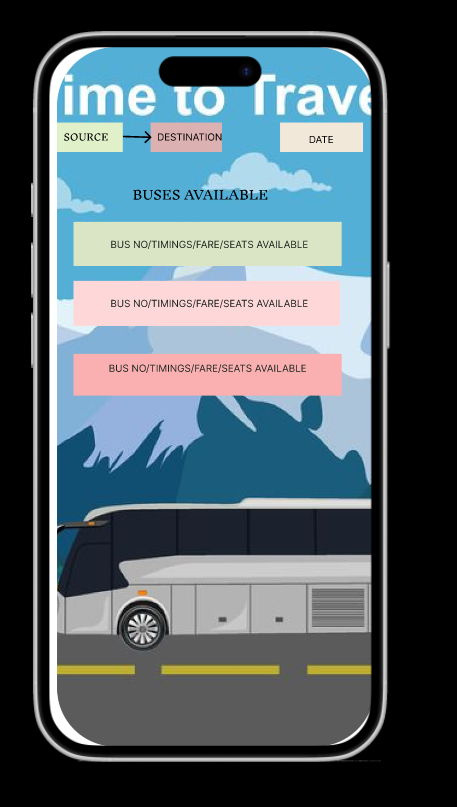 ime to Trave
SOURCE DESTINATION DATE
BUSES AVAILABLE
BUS NO/TIMINGS/FARE/SEATS AVAILABLE
BUS NO/TIMINGS/FARE/SEATS AVAILABLE
BUS NO/TIMINGS/FARE/SEATS AVAILABLE